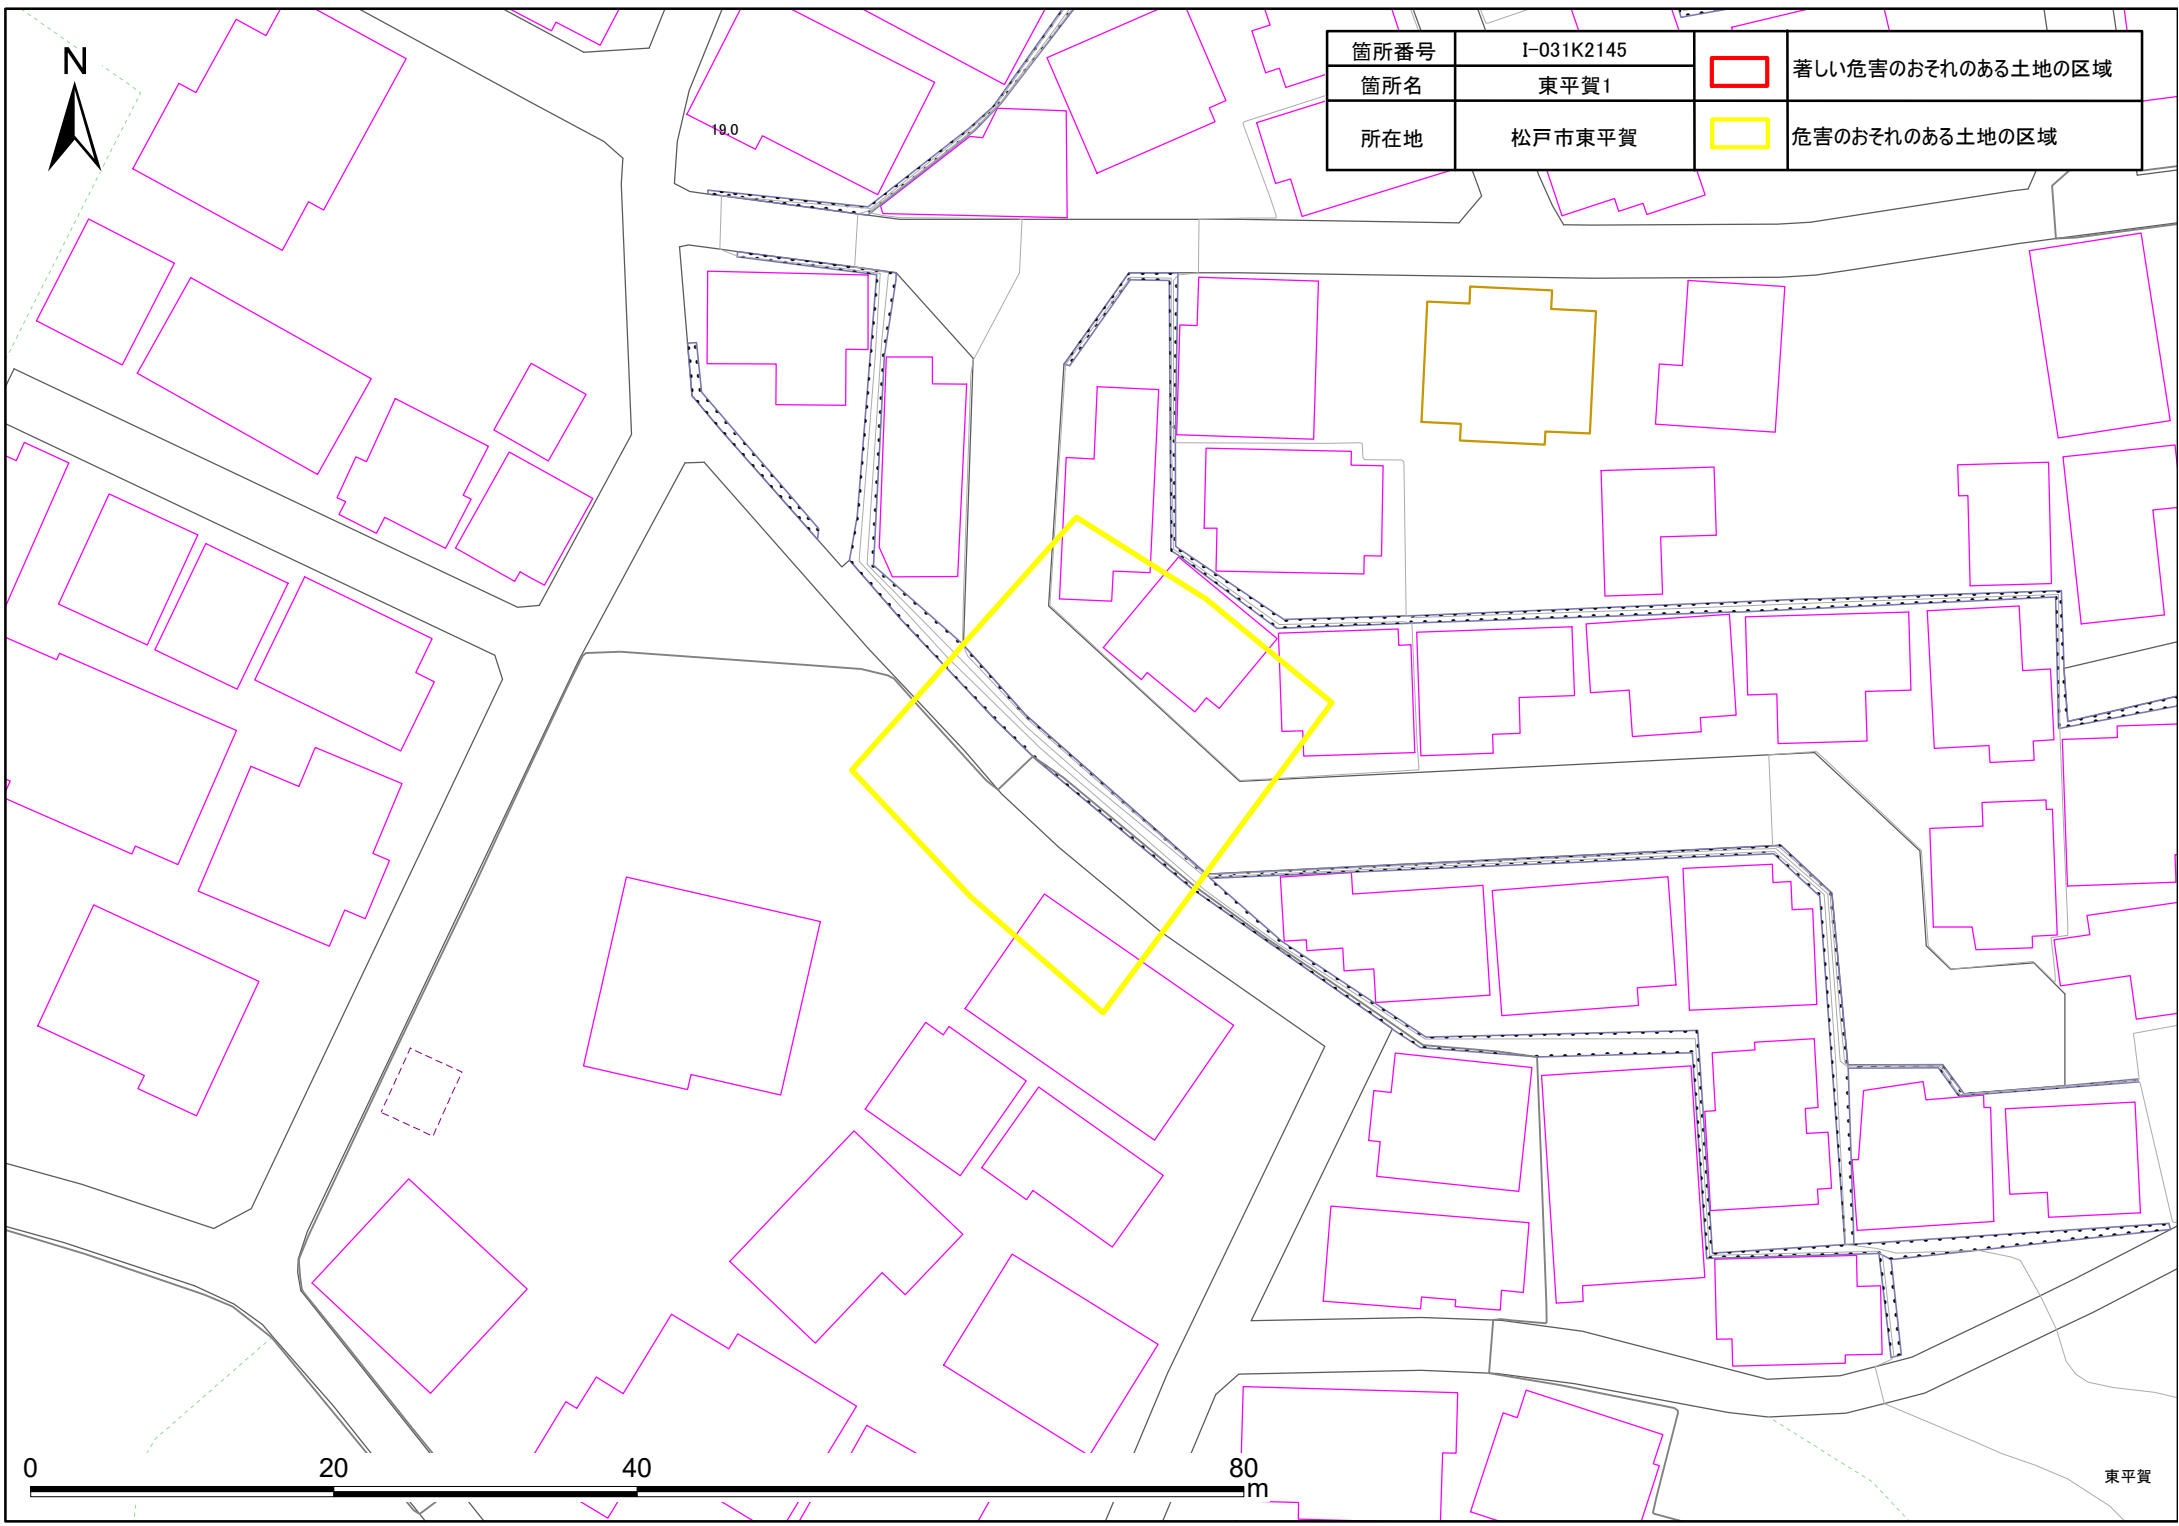 N
箇所番号 I-031K2145 著しい危害のおそれのある土地の区域
箇所名 東平賀1
所在地 松戸市東平賀 危害のおそれのある土地の区域
19.0
東平賀
0 20 40 80
m